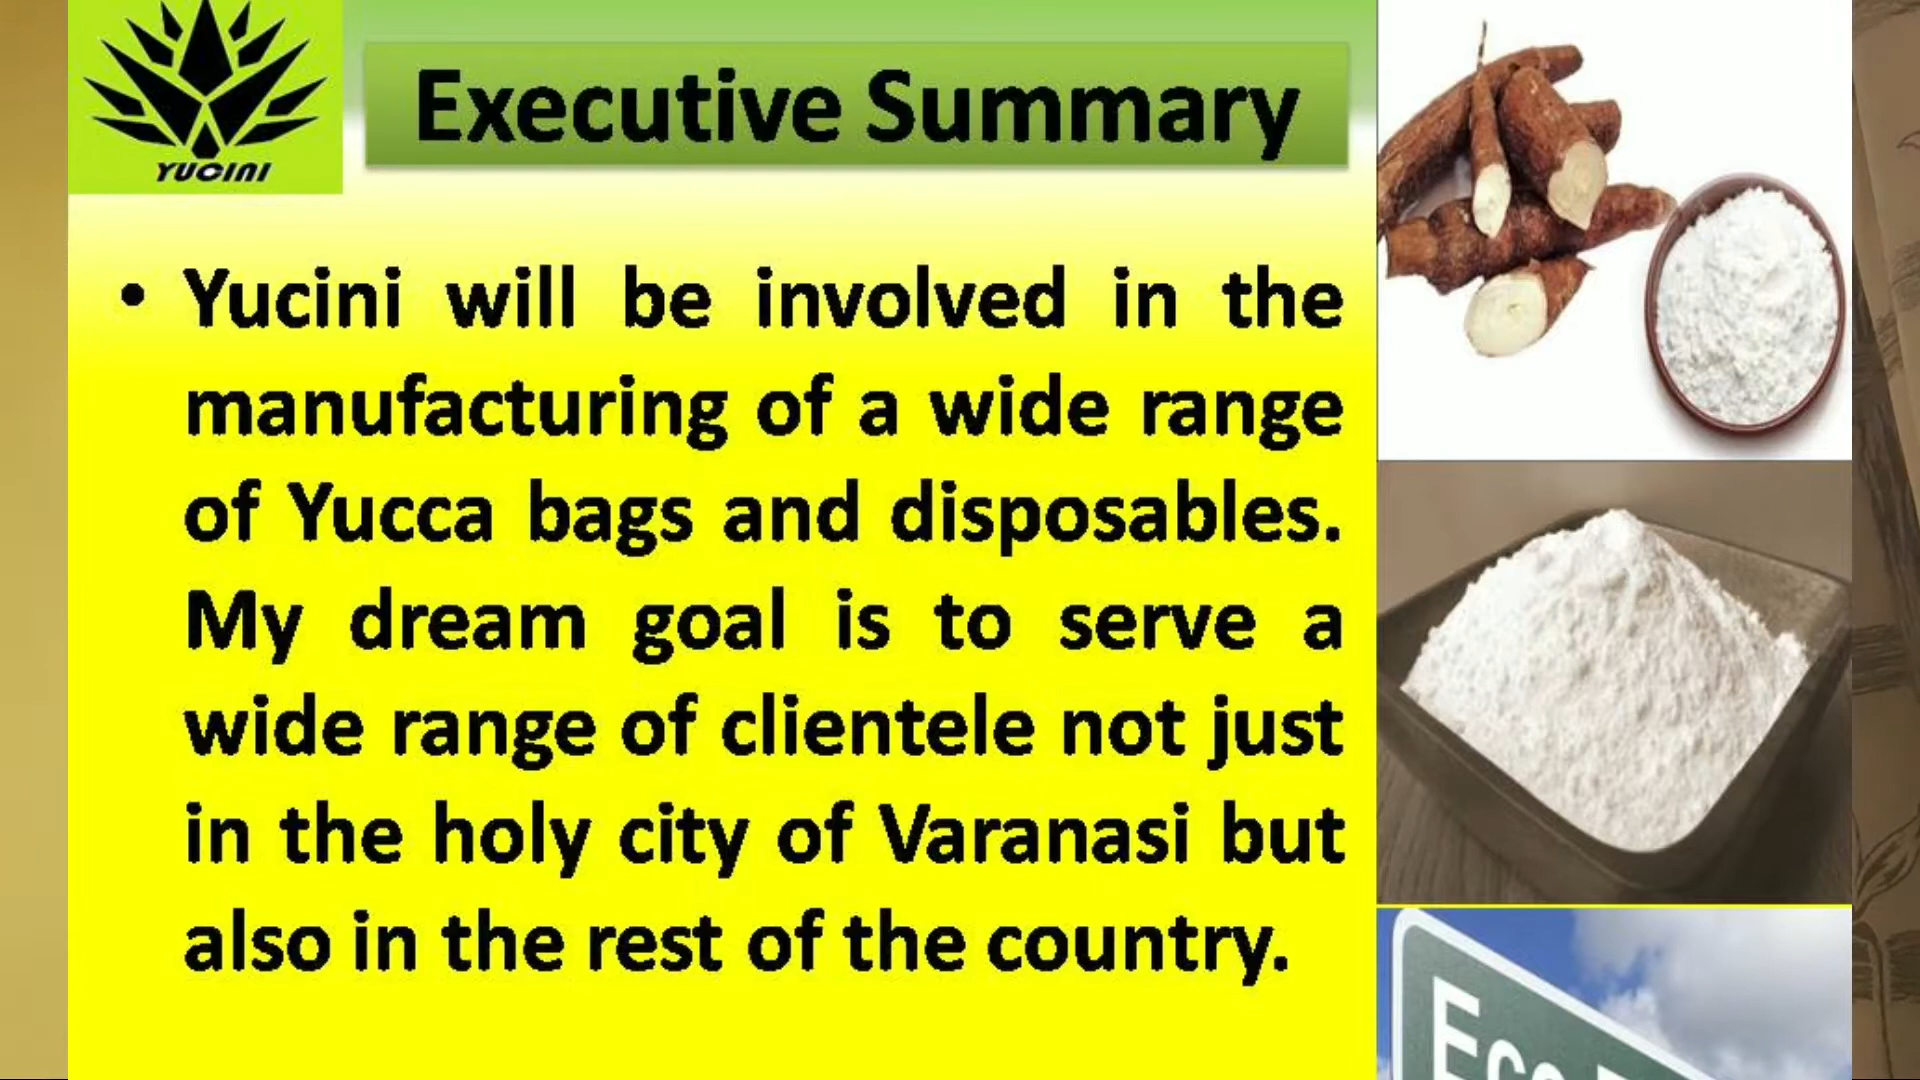 YUCINI
Executive Summary
• Yucini will be involved in the
manufacturing of a wide range
of Yucca bags and disposables.
My dream goal is to serve a
wide range of clientele not just
in the holy city of Varanasi but
also in the rest of the country.
Eco